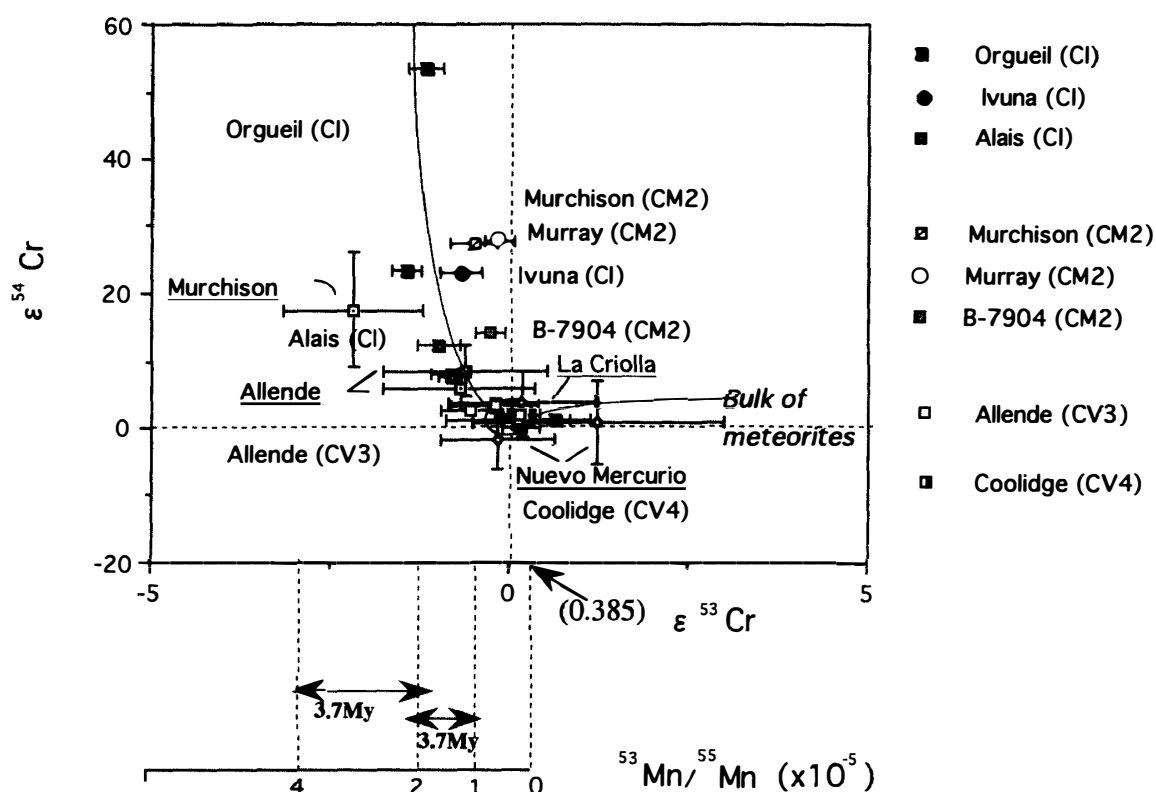 60
40
20
0
-20
ε ⁵⁴ Cr
Orgueil (CI)
Murchison (CM2)
Murray (CM2)
Ivuna (CI)
Murchison
Alais (CI)
B-7904 (CM2)
La Criolla
Allende
Bulk of
meteorites
Allende (CV3)
Nuevo Mercurio
Coolidge (CV4)
-5
0
5
(0.385)
ε ⁵³ Cr
3.7My
3.7My
4
2
1
0
⁵³Mn/⁵⁵Mn (x10⁻⁵)
Orgueil (CI)
Ivuna (CI)
Alais (CI)
Murchison (CM2)
Murray (CM2)
B-7904 (CM2)
Allende (CV3)
Coolidge (CV4)